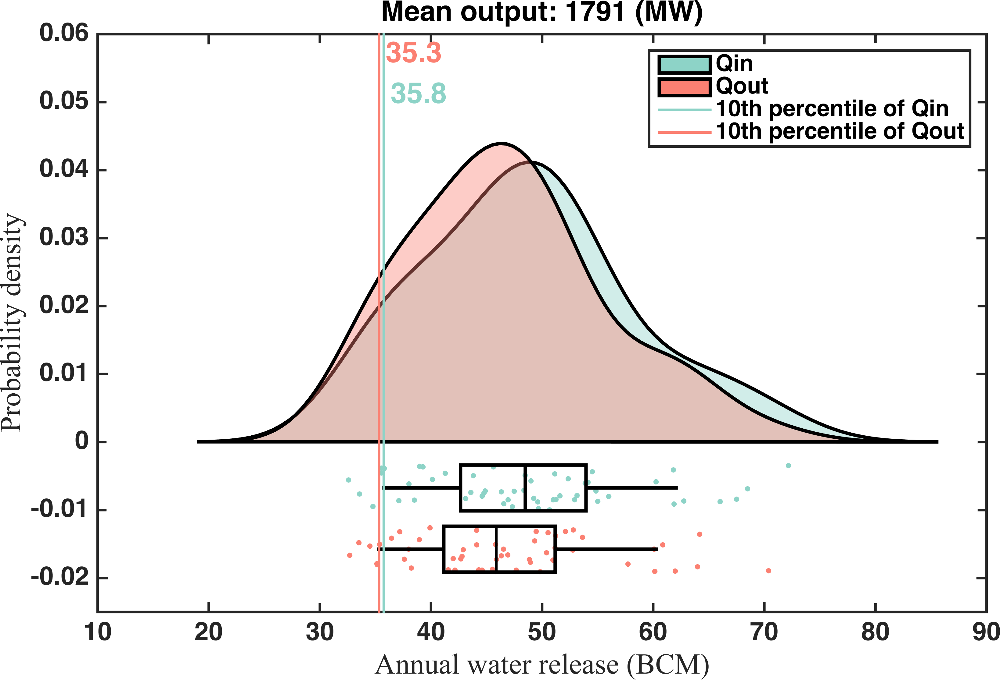 Mean output: 1791 (MW)
0.06
0.05
0.04
0.03
0.02
0.01
0
-0.01
-0.02
Probability density
35.3
35.8
Qin
Qout
10th percentile of Qin
10th percentile of Qout
10 20 30 40 50 60 70 80 90
Annual water release (BCM)